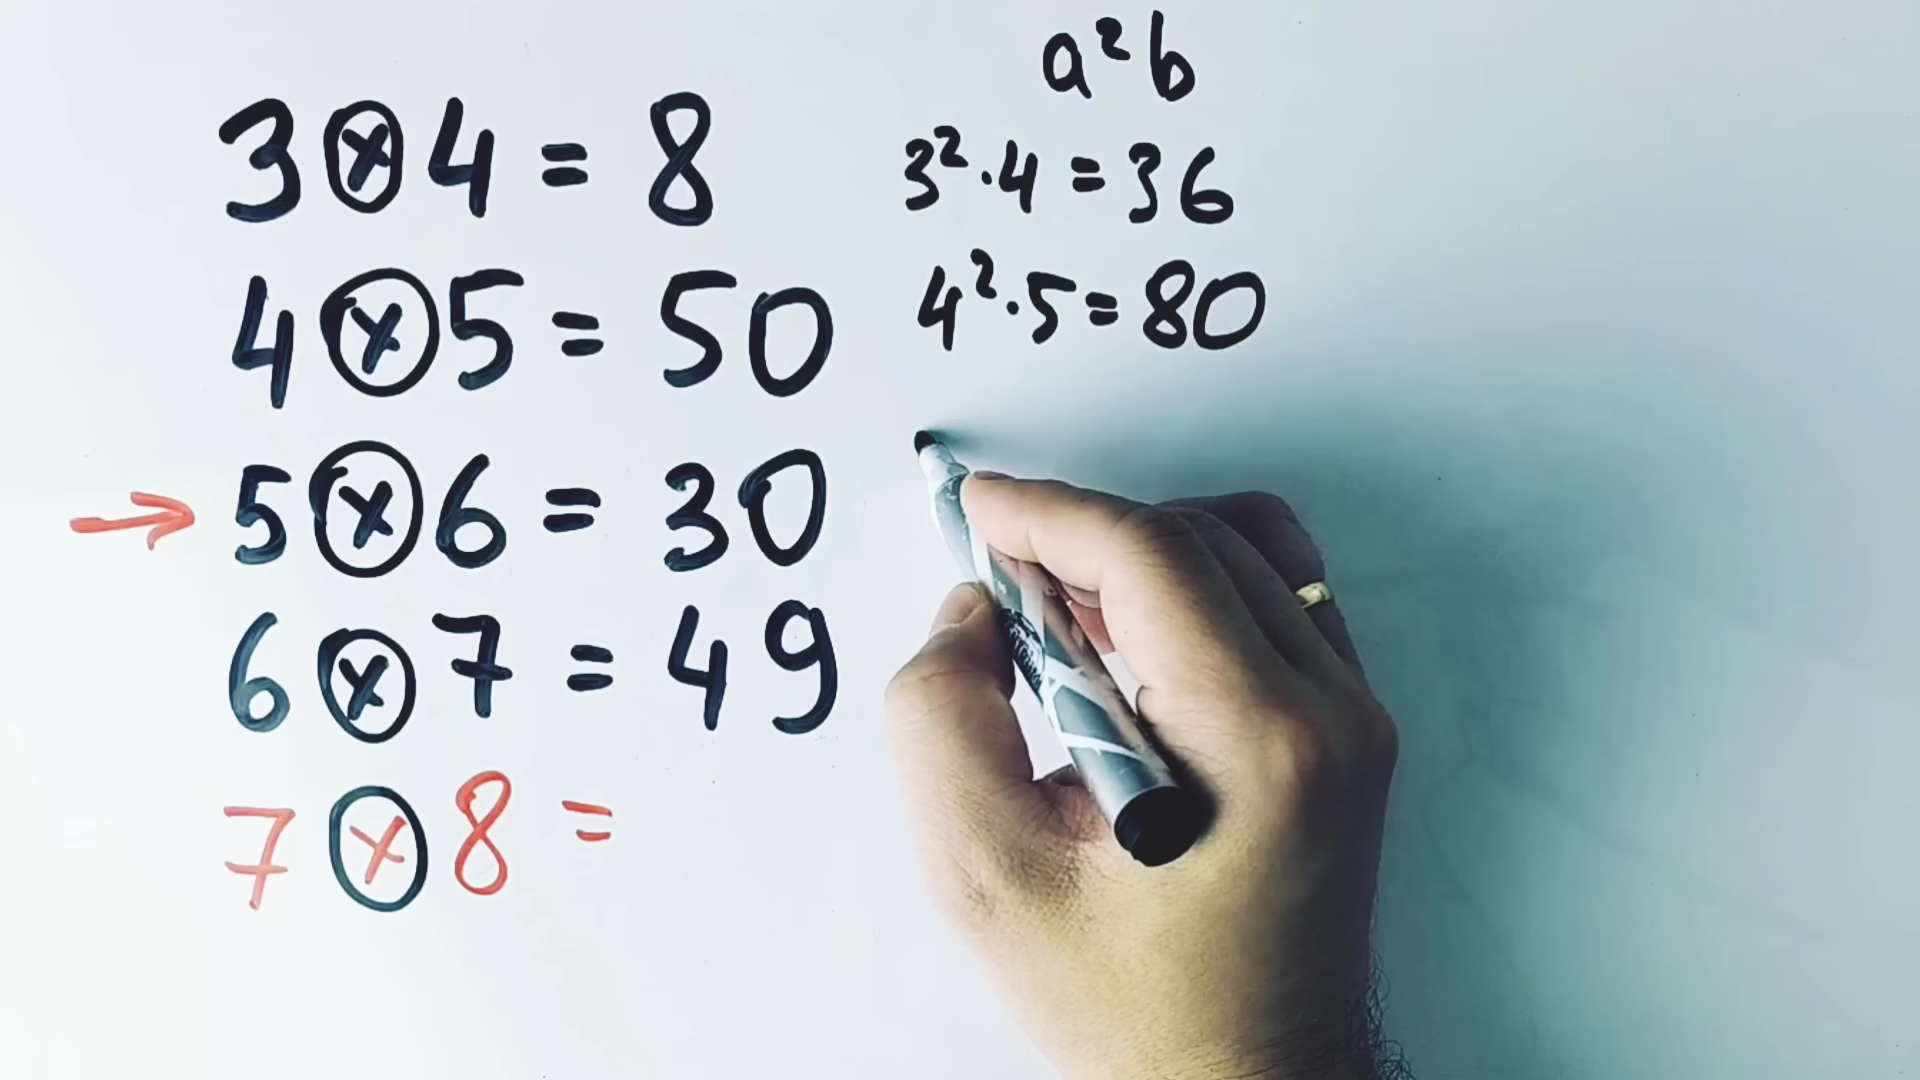 3 ⊗ 4 = 8
4 ⊗ 5 = 50
→ 5 ⊗ 6 = 30
6 ⊗ 7 = 49
7 ⊗ 8 =
a²b
3²·4 = 36
4²·5 = 80